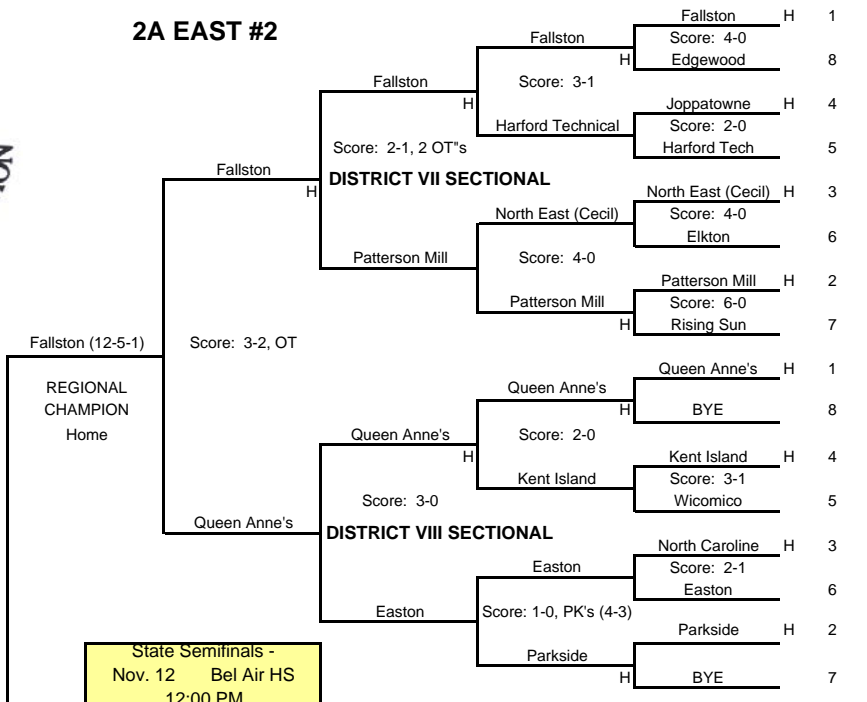 2A EAST #2
Fallston H 1
Score: 4-0
Edgewood 8
Fallston
H
Score: 3-1
Fallston
H
Joppatowne H 4
Score: 2-0
Harford Tech 5
Harford Technical
Score: 2-1, 2 OT"s
Fallston
H
DISTRICT VII SECTIONAL
North East (Cecil) H 3
Score: 4-0
Elkton 6
North East (Cecil)
Score: 4-0
Patterson Mill
Patterson Mill H 2
Score: 6-0
Rising Sun 7
Patterson Mill
H
Fallston (12-5-1)
Score: 3-2, OT
REGIONAL
CHAMPION
Home
Queen Anne's H 1
BYE 8
Queen Anne's
H
Score: 2-0
Queen Anne's
H
Kent Island H 4
Score: 3-1
Wicomico 5
Kent Island
Score: 3-0
Queen Anne's
DISTRICT VIII SECTIONAL
North Caroline H 3
Score: 2-1
Easton 6
Easton
Score: 1-0, PK's (4-3)
Easton
Parkside H 2
BYE 7
Parkside
H
State Semifinals -
Nov. 12 Bel Air HS
12:00 PM